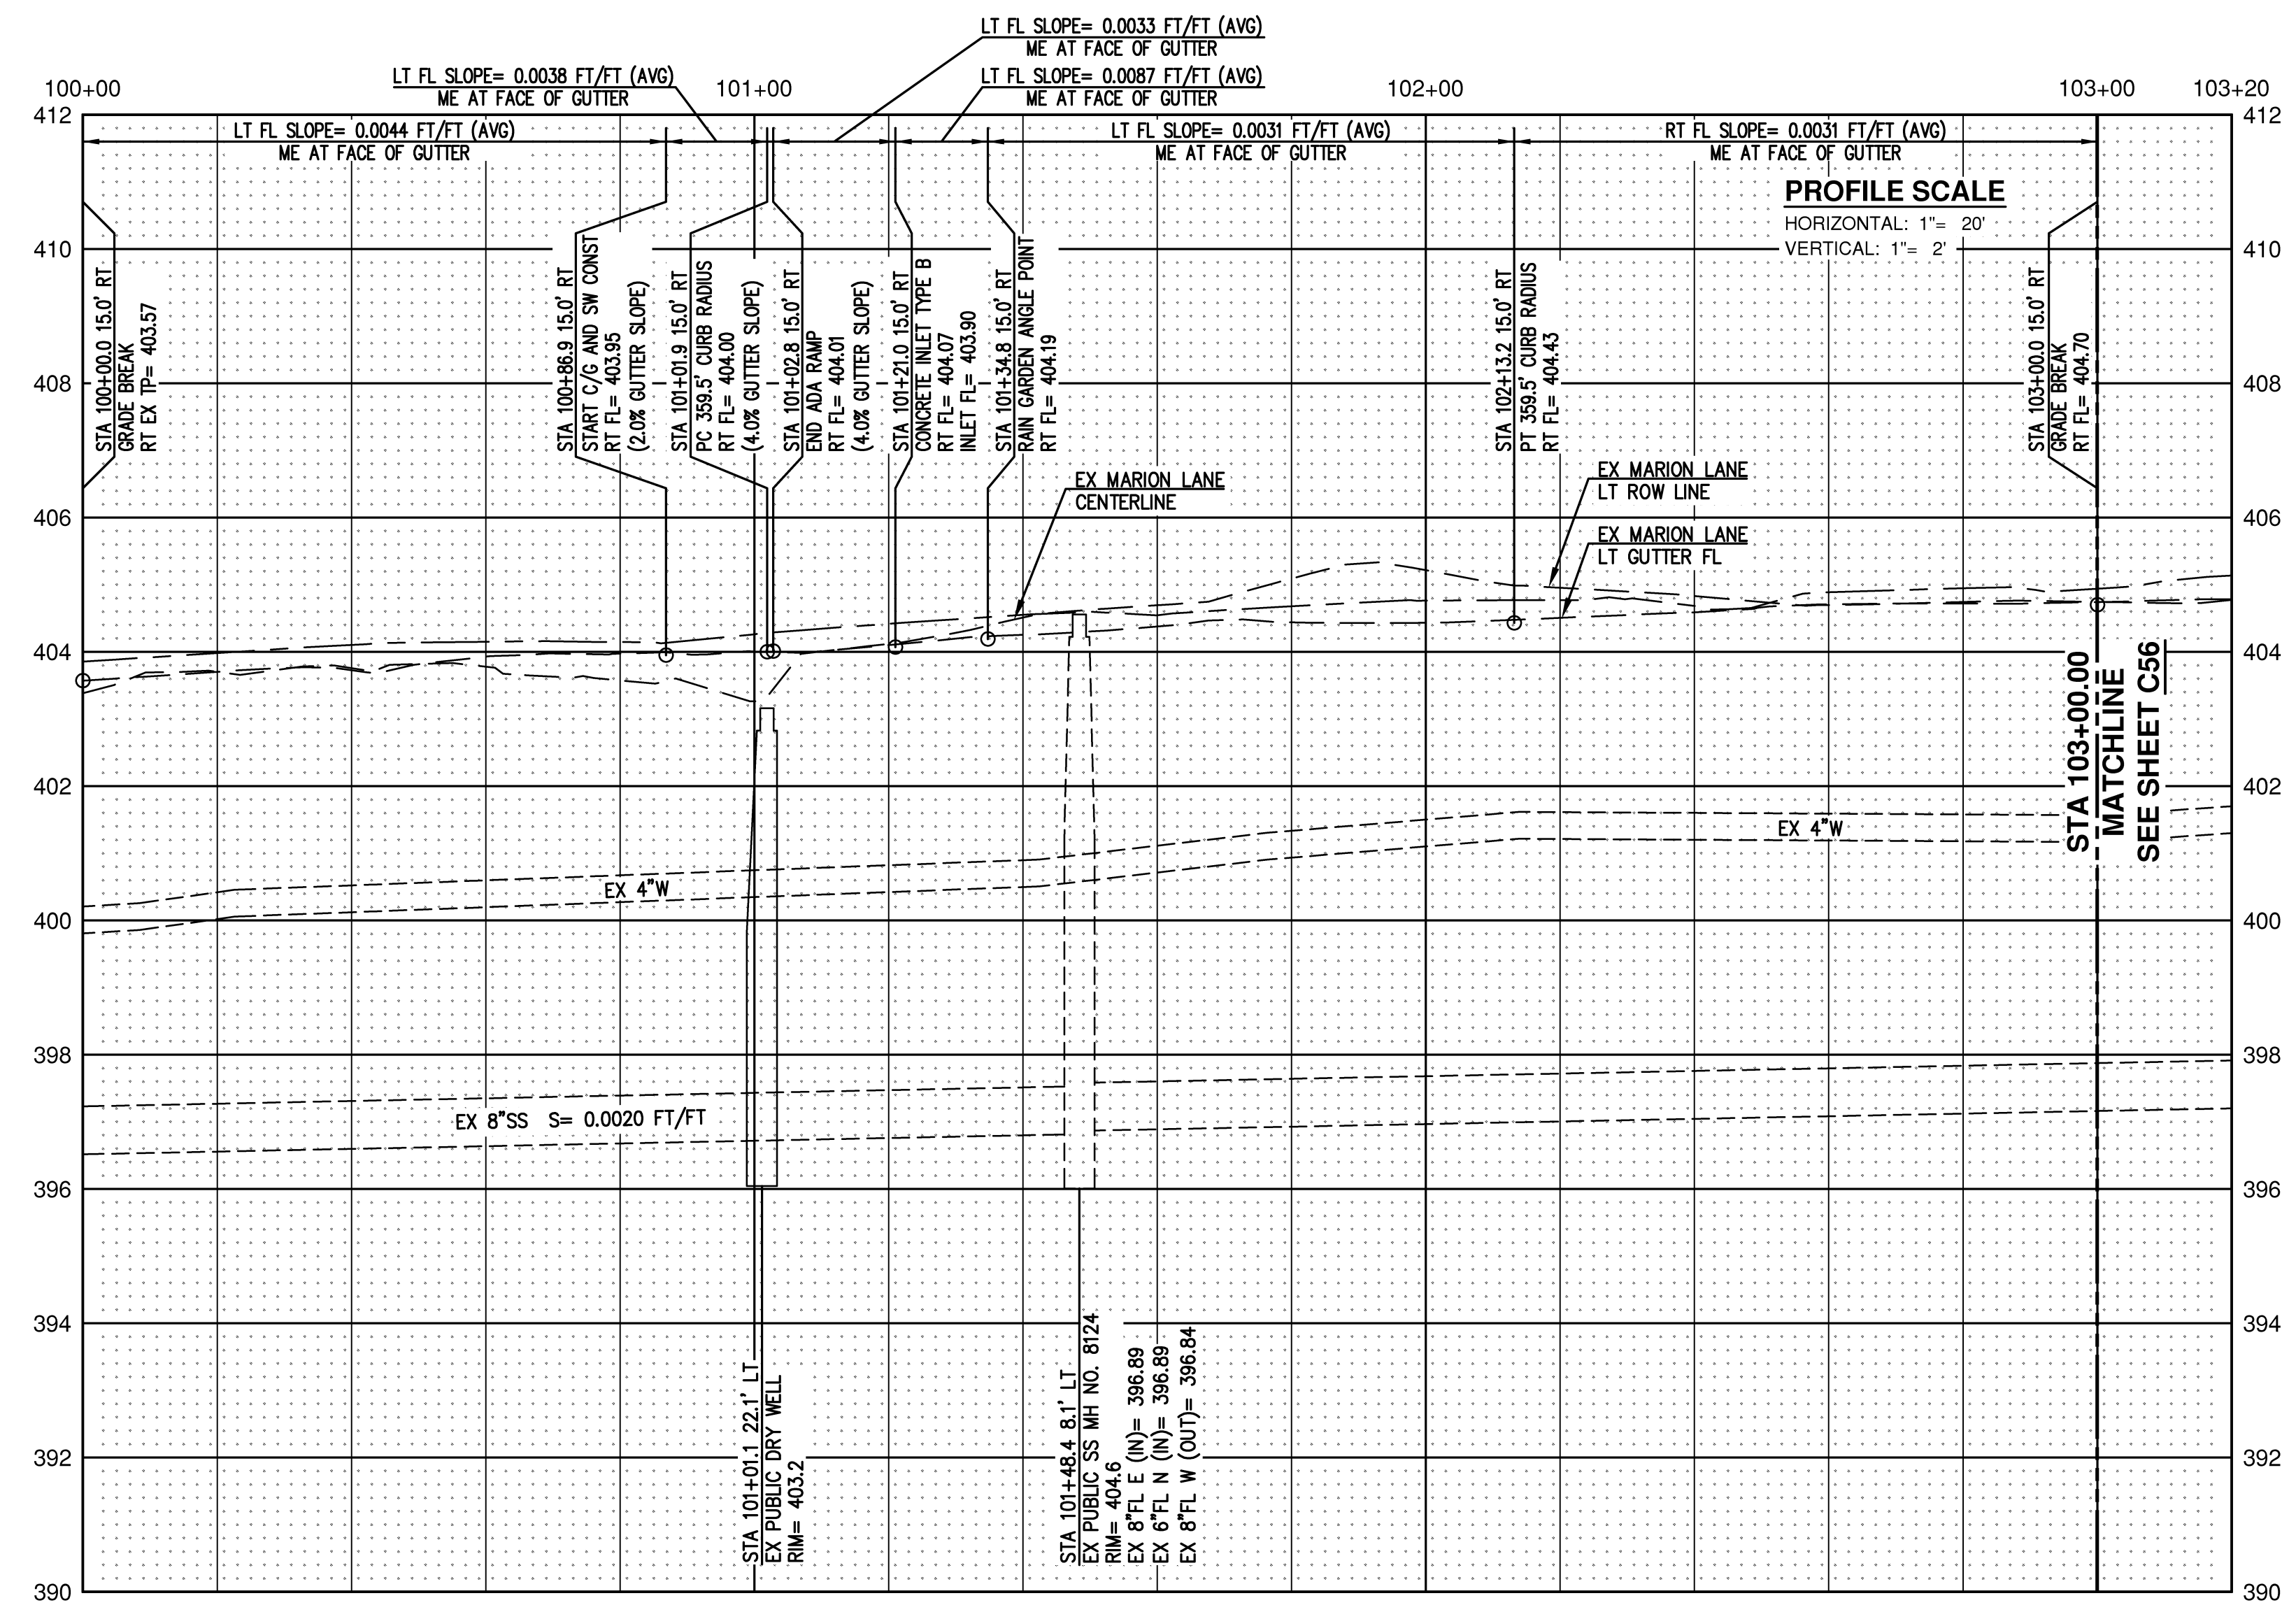 LT FL SLOPE= 0.0033 FT/FT (AVG)
ME AT FACE OF GUTTER
LT FL SLOPE= 0.0038 FT/FT (AVG)
ME AT FACE OF GUTTER
LT FL SLOPE= 0.0087 FT/FT (AVG)
ME AT FACE OF GUTTER
100+00
101+00
102+00
103+00
103+20
412
412
LT FL SLOPE= 0.0044 FT/FT (AVG)
ME AT FACE OF GUTTER
LT FL SLOPE= 0.0031 FT/FT (AVG)
ME AT FACE OF GUTTER
RT FL SLOPE= 0.0031 FT/FT (AVG)
ME AT FACE OF GUTTER
PROFILE SCALE
HORIZONTAL: 1"= 20'
VERTICAL: 1"= 2'
410
410
STA 100+00.0 15.0' RT
GRADE BREAK
RT EX TP= 403.57
STA 100+86.9 15.0' RT
START C/G AND SW CONST
RT FL= 403.95
(2.0% GUTTER SLOPE)
STA 101+01.9 15.0' RT
PC 359.5' CURB RADIUS
RT FL= 404.00
(4.0% GUTTER SLOPE)
STA 101+02.8 15.0' RT
END ADA RAMP
RT FL= 404.01
(4.0% GUTTER SLOPE)
STA 101+21.0 15.0' RT
CONCRETE INLET TYPE B
RT FL= 404.07
INLET FL= 403.90
STA 101+34.8 15.0' RT
RAIN GARDEN ANGLE POINT
RT FL= 404.19
STA 102+13.2 15.0' RT
PT 359.5' CURB RADIUS
RT FL= 404.43
STA 103+00.0 15.0' RT
GRADE BREAK
RT FL= 404.70
408
408
EX MARION LANE
CENTERLINE
EX MARION LANE
LT ROW LINE
EX MARION LANE
LT GUTTER FL
406
406
404
404
STA 103+00.00
MATCHLINE
SEE SHEET C56
402
402
EX 4"W
EX 4"W
400
400
398
398
EX 8"SS S= 0.0020 FT/FT
396
396
394
394
STA 101+01.1 22.1' LT
EX PUBLIC DRY WELL
RIM= 403.2
STA 101+48.4 8.1' LT
EX PUBLIC SS MH NO. 8124
RIM= 404.6
EX 8"FL E (IN)= 396.89
EX 6"FL N (IN)= 396.89
EX 8"FL W (OUT)= 396.84
392
392
390
390